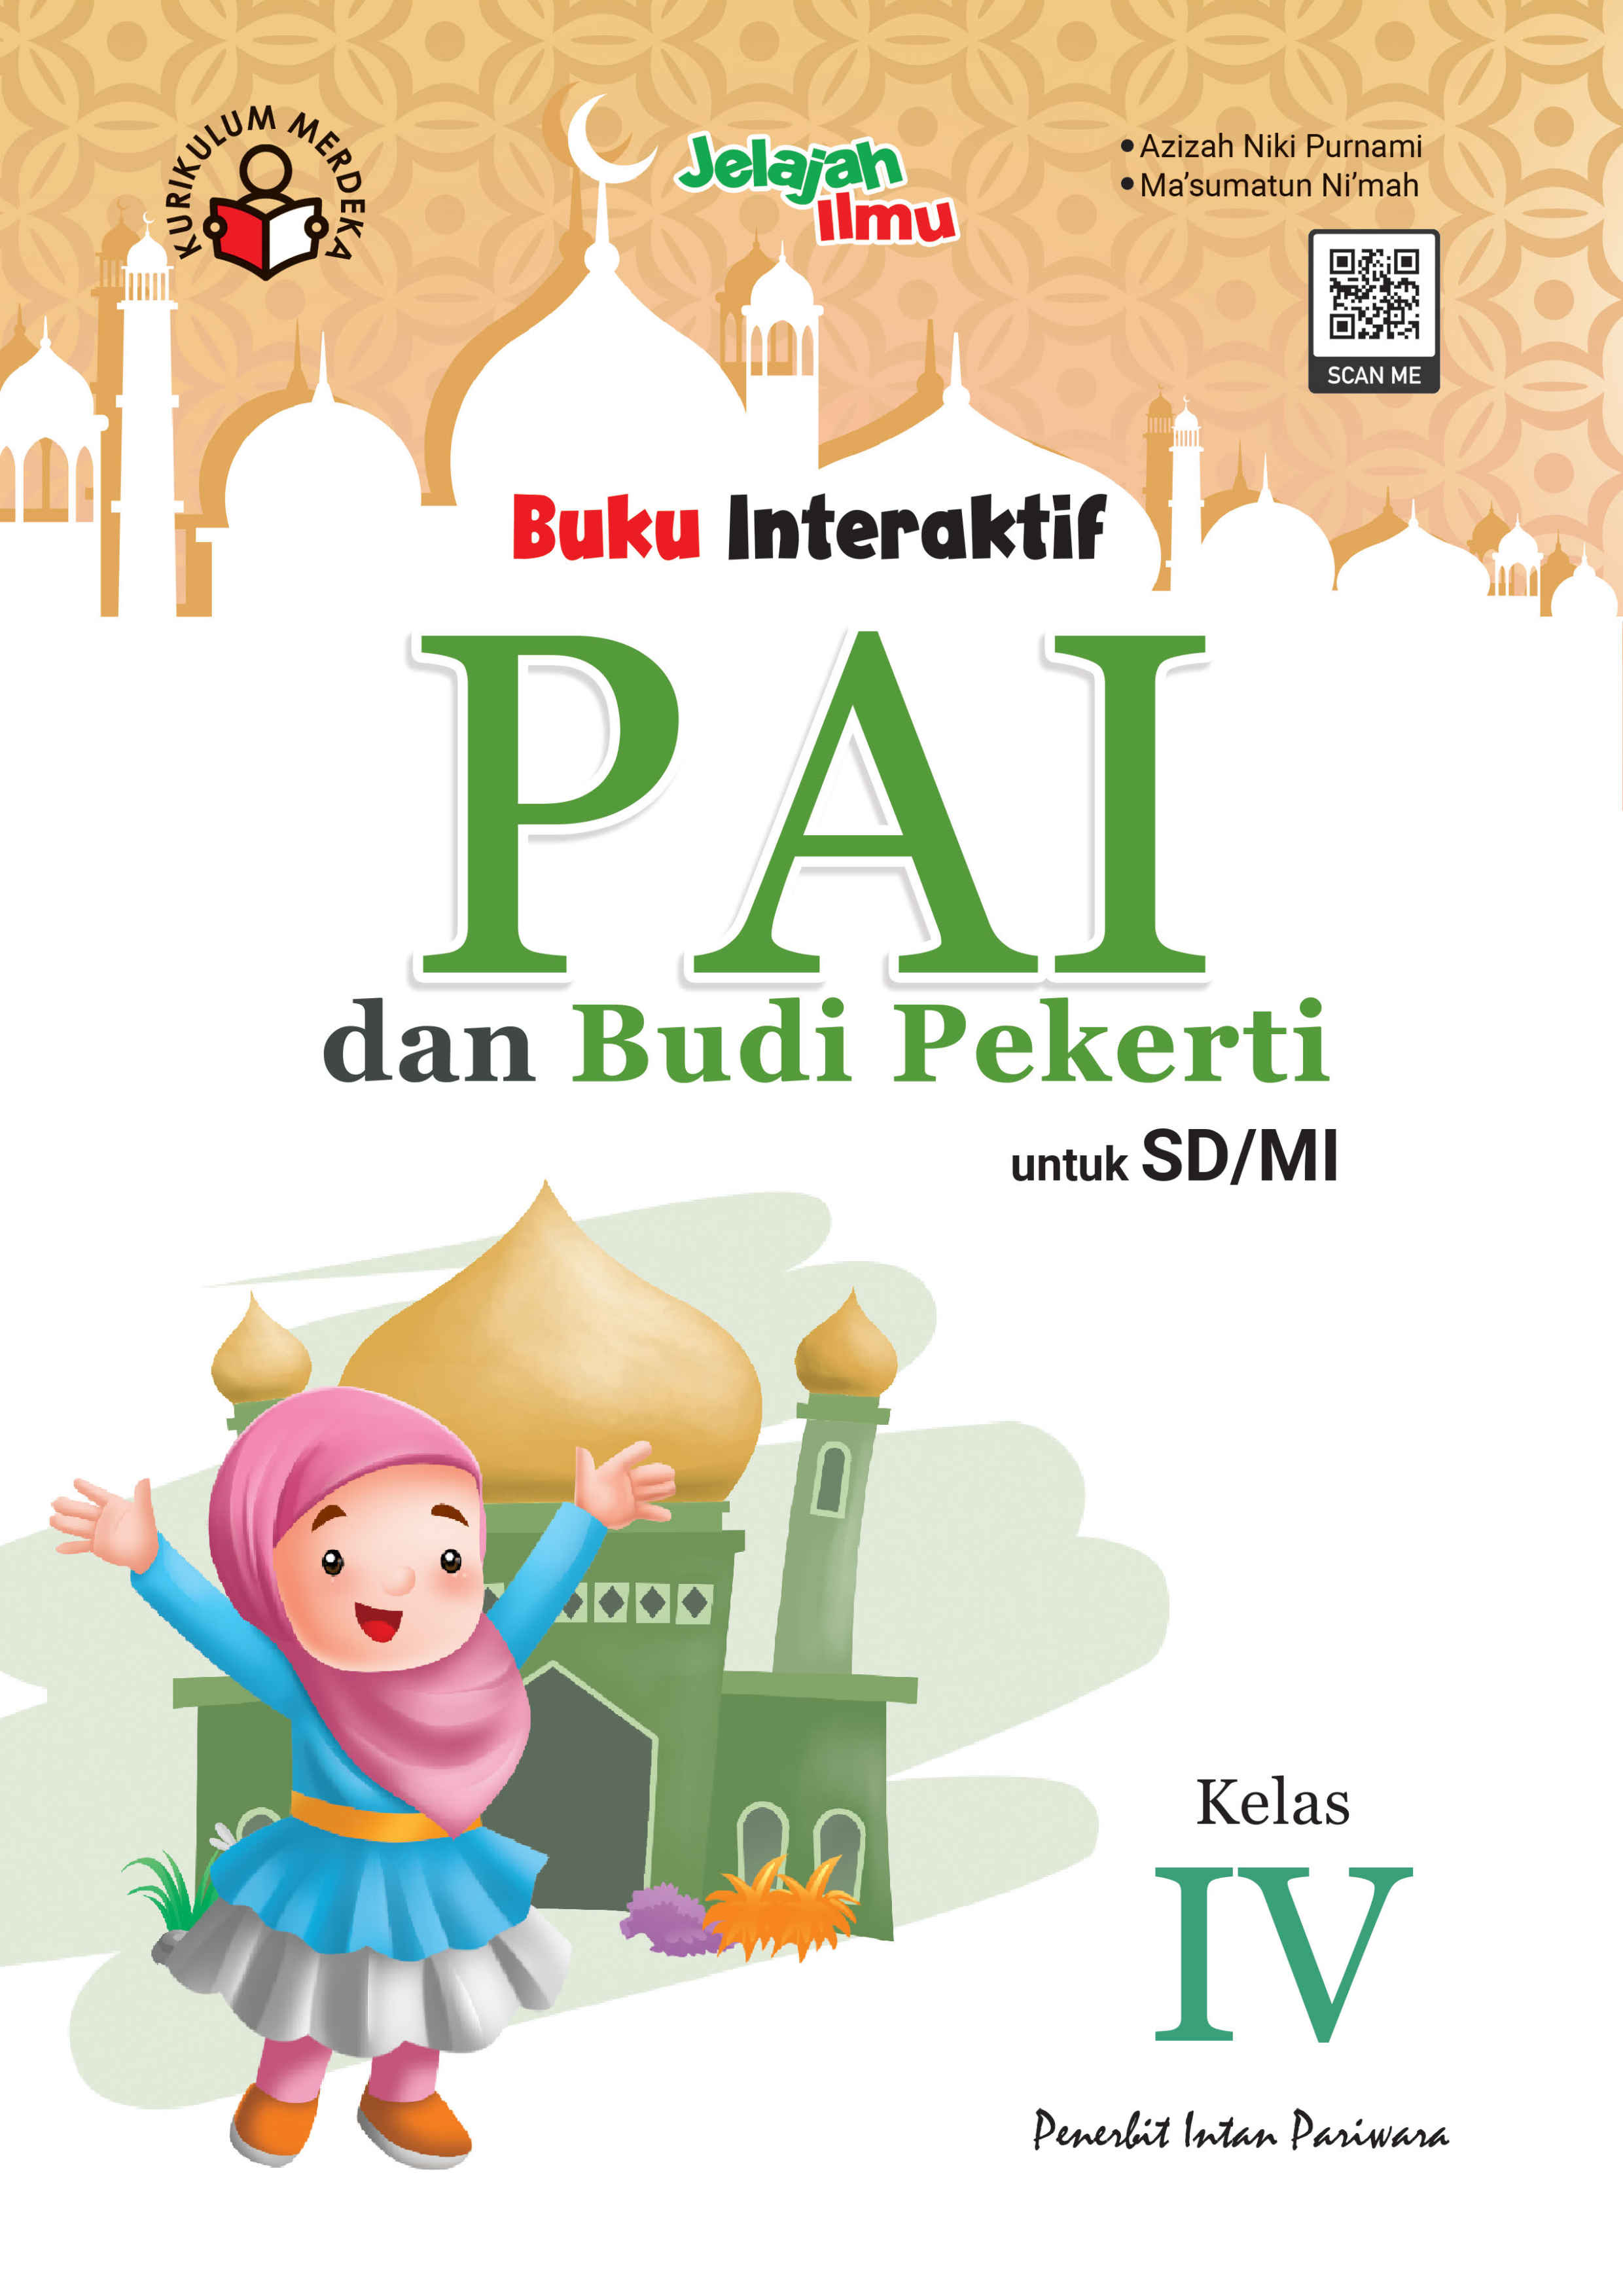 KURIKULUM MERDEKA
Jelajah
Ilmu
• Azizah Niki Purnami
• Ma'sumatun Ni'mah
SCAN ME
Buku Interaktif
PAI
dan Budi Pekerti
untuk SD/MI
Kelas
IV
Penerbit Intan Pariwara